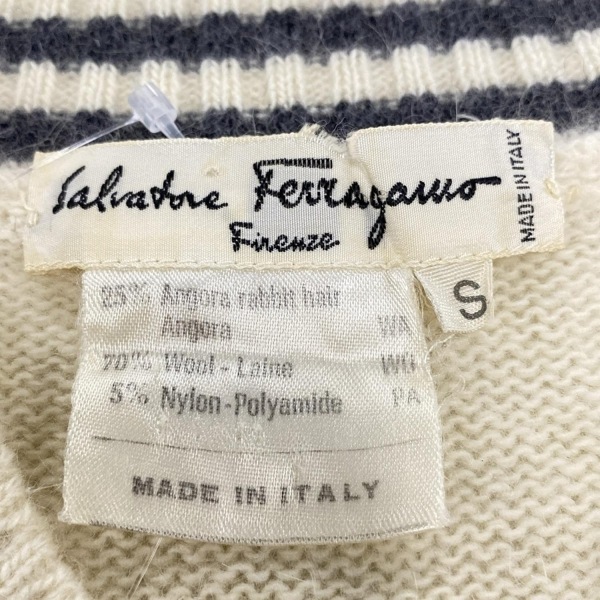 Salvatore Ferragamo
Firenze
MADE IN ITALY
S
25% Angora rabbit hair
Angora WA
70% Wool - Laine WO
5% Nylon-Polyamide PA
MADE IN ITALY